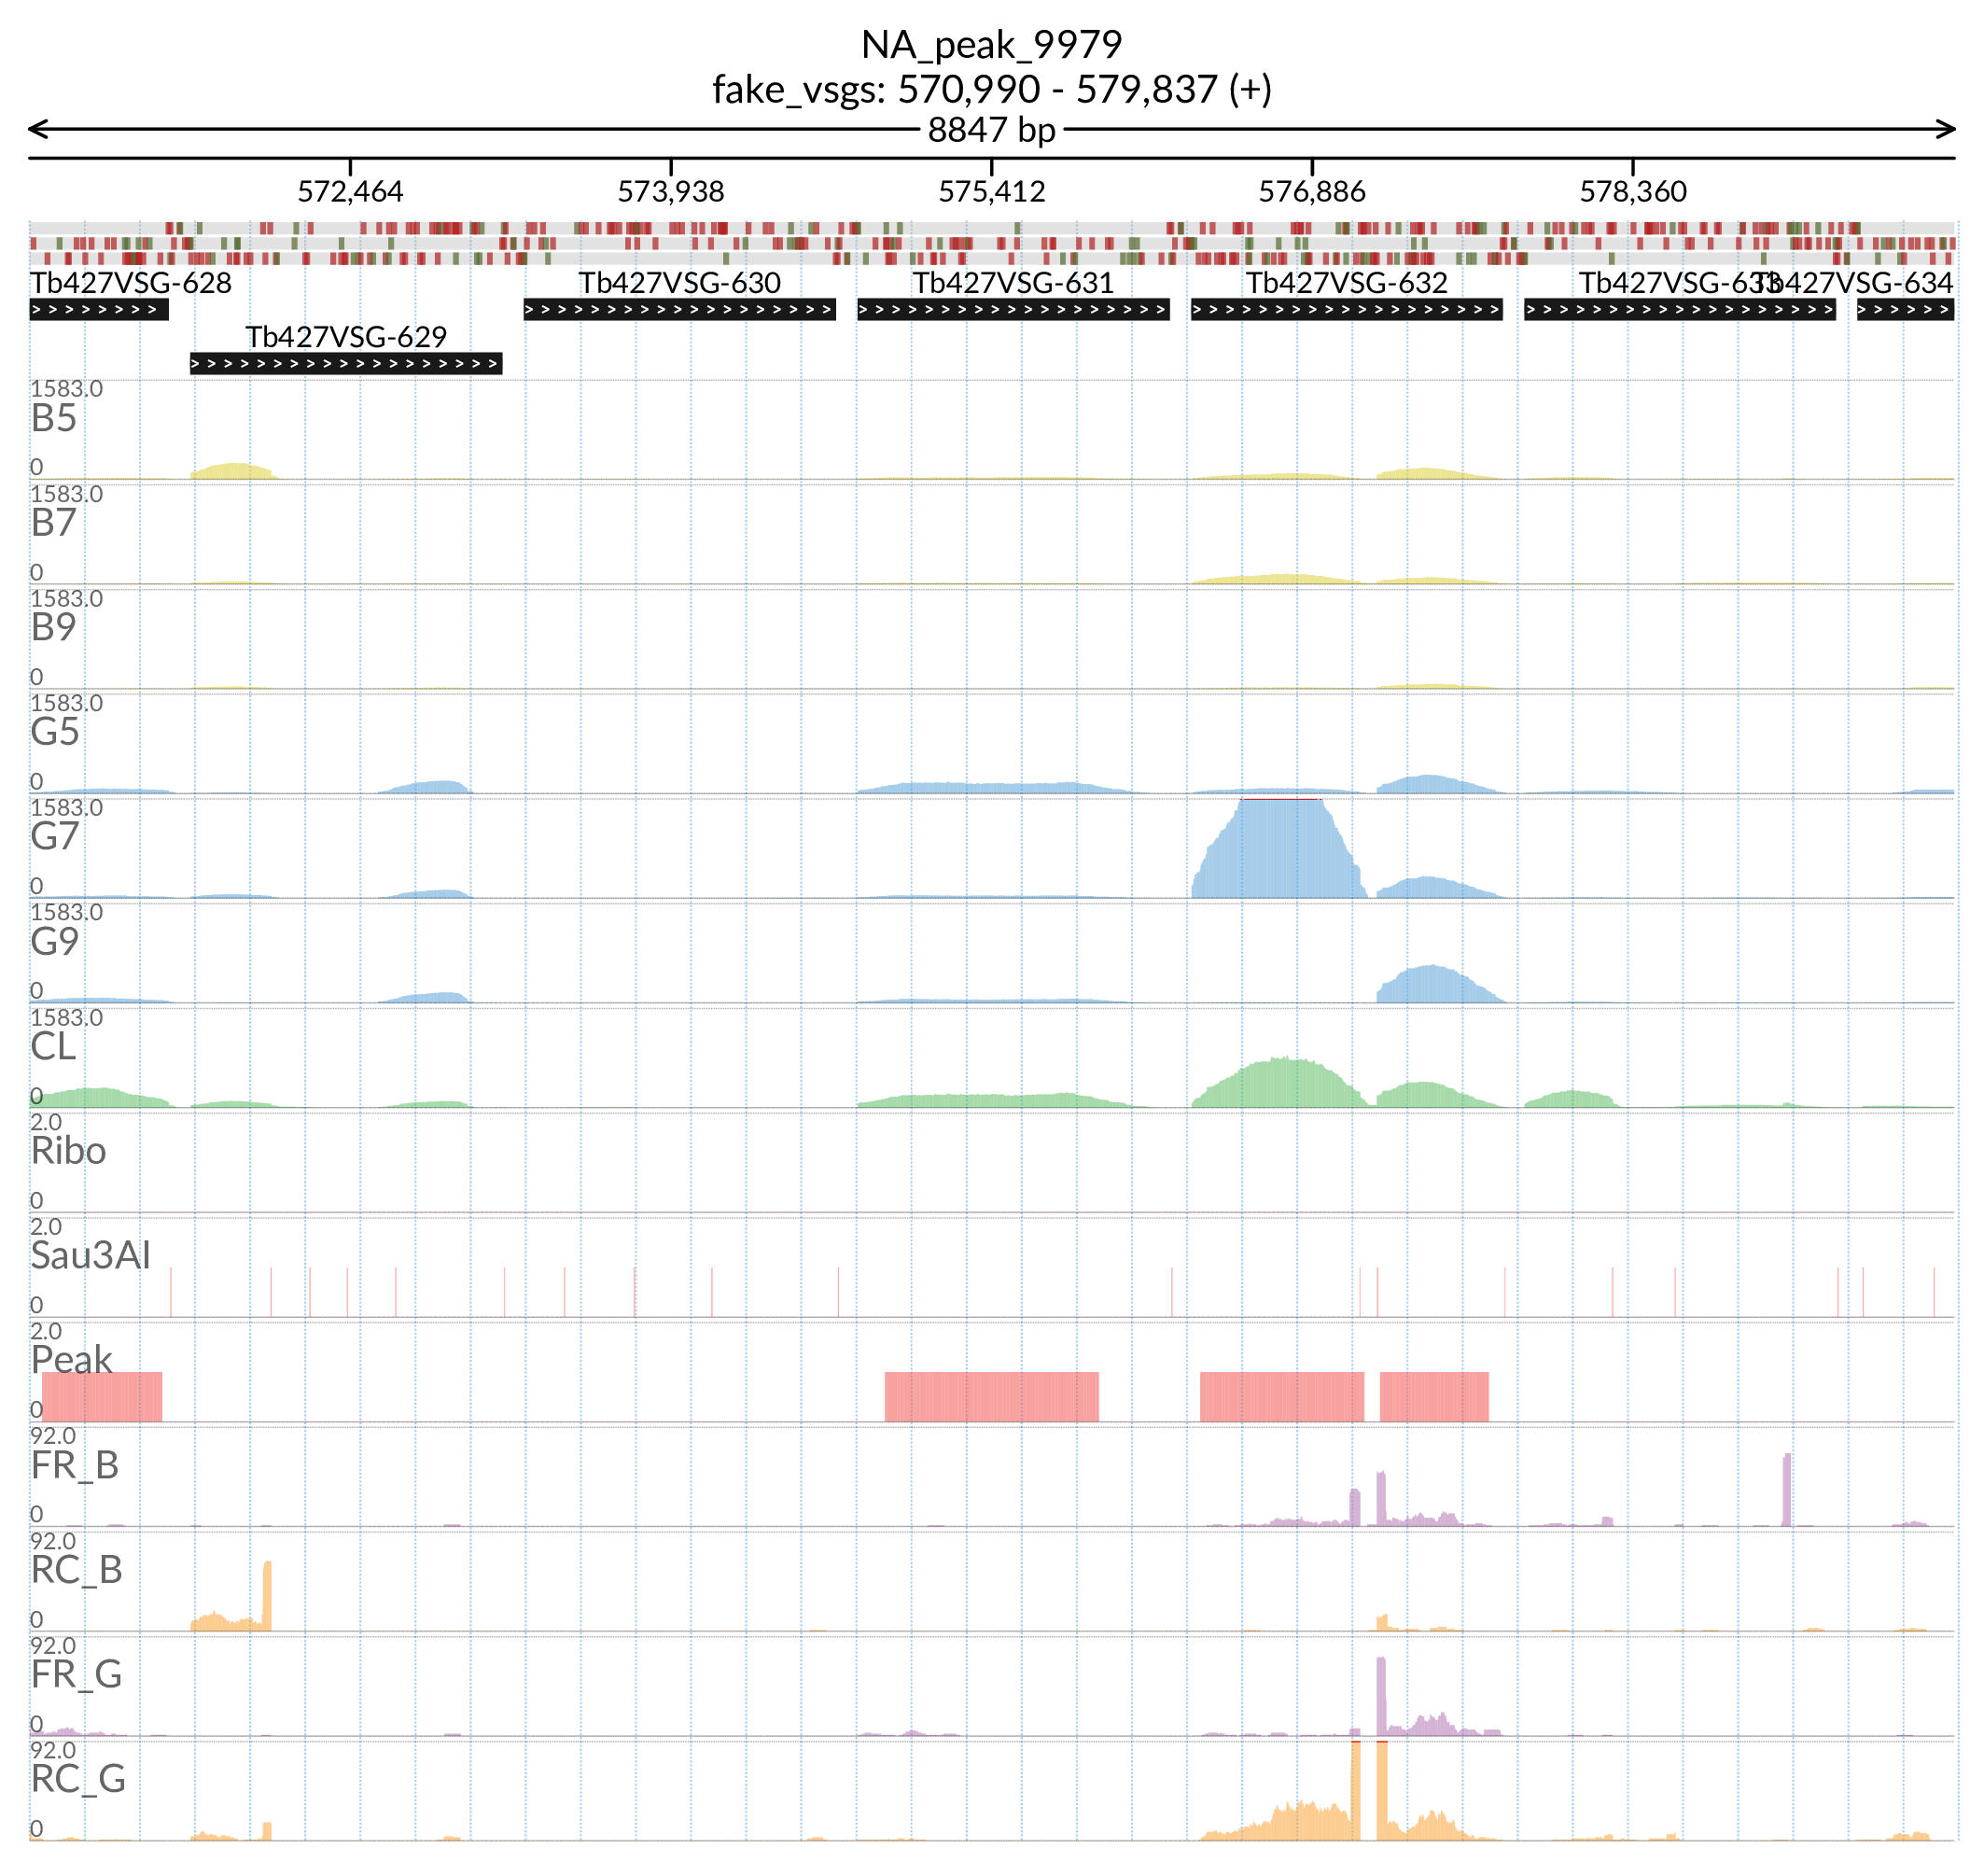 NA_peak_9979
fake_vsgs: 570,990 - 579,837 (+)
8847 bp
572,464 573,938 575,412 576,886 578,360
Tb427VSG-628 Tb427VSG-630 Tb427VSG-631 Tb427VSG-632 Tb427VSG-633 Tb427VSG-634
Tb427VSG-629
1583.0
B5
0
1583.0
B7
0
1583.0
B9
0
1583.0
G5
0
1583.0
G7
0
1583.0
G9
0
1583.0
CL
0
2.0
Ribo
0
2.0
Sau3AI
0
2.0
Peak
0
92.0
FR_B
0
92.0
RC_B
0
92.0
FR_G
0
92.0
RC_G
0